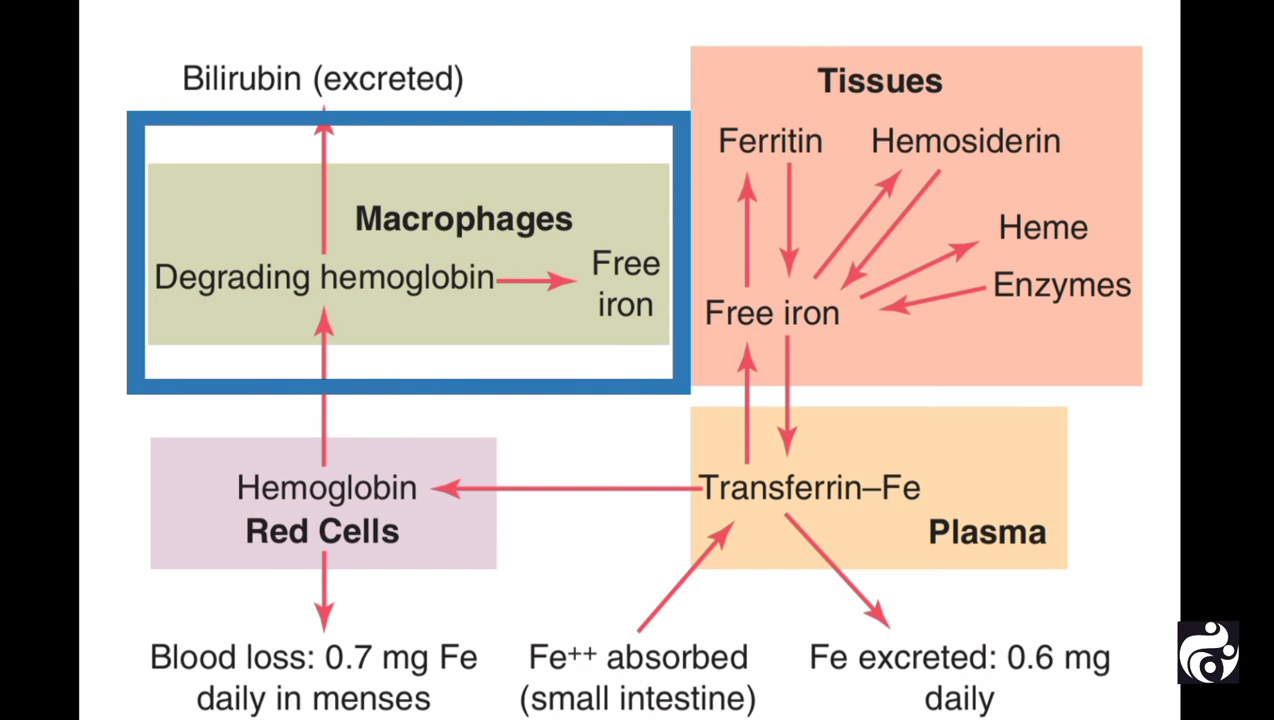 Bilirubin (excreted)
Macrophages
Degrading hemoglobin
Free
iron
Tissues
Ferritin
Hemosiderin
Heme
Enzymes
Free iron
Hemoglobin
Red Cells
Transferrin–Fe
Plasma
Blood loss: 0.7 mg Fe
daily in menses
Fe++ absorbed
(small intestine)
Fe excreted: 0.6 mg
daily